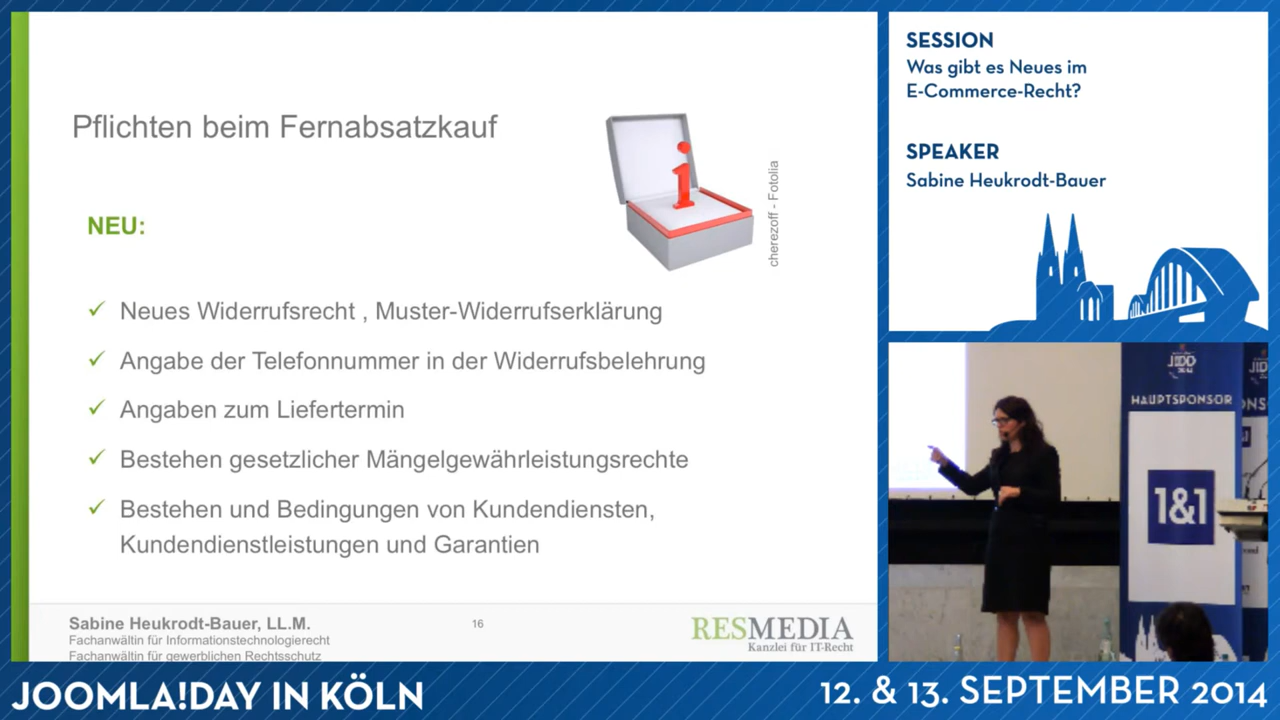 Pflichten beim Fernabsatzkauf
cherezoff - Fotolia
NEU:
✓ Neues Widerrufsrecht , Muster-Widerrufserklärung
✓ Angabe der Telefonnummer in der Widerrufsbelehrung
✓ Angaben zum Liefertermin
✓ Bestehen gesetzlicher Mängelgewährleistungsrechte
✓ Bestehen und Bedingungen von Kundendiensten,
Kundendienstleistungen und Garantien
Sabine Heukrodt-Bauer, LL.M.
Fachanwältin für Informationstechnologierecht
Fachanwältin für gewerblichen Rechtsschutz
16
RESMEDIA
Kanzlei für IT-Recht
SESSION
Was gibt es Neues im
E-Commerce-Recht?
SPEAKER
Sabine Heukrodt-Bauer
HAUPTSPONSOR
1&1
JOOMLA!DAY IN KÖLN
12. & 13. SEPTEMBER 2014